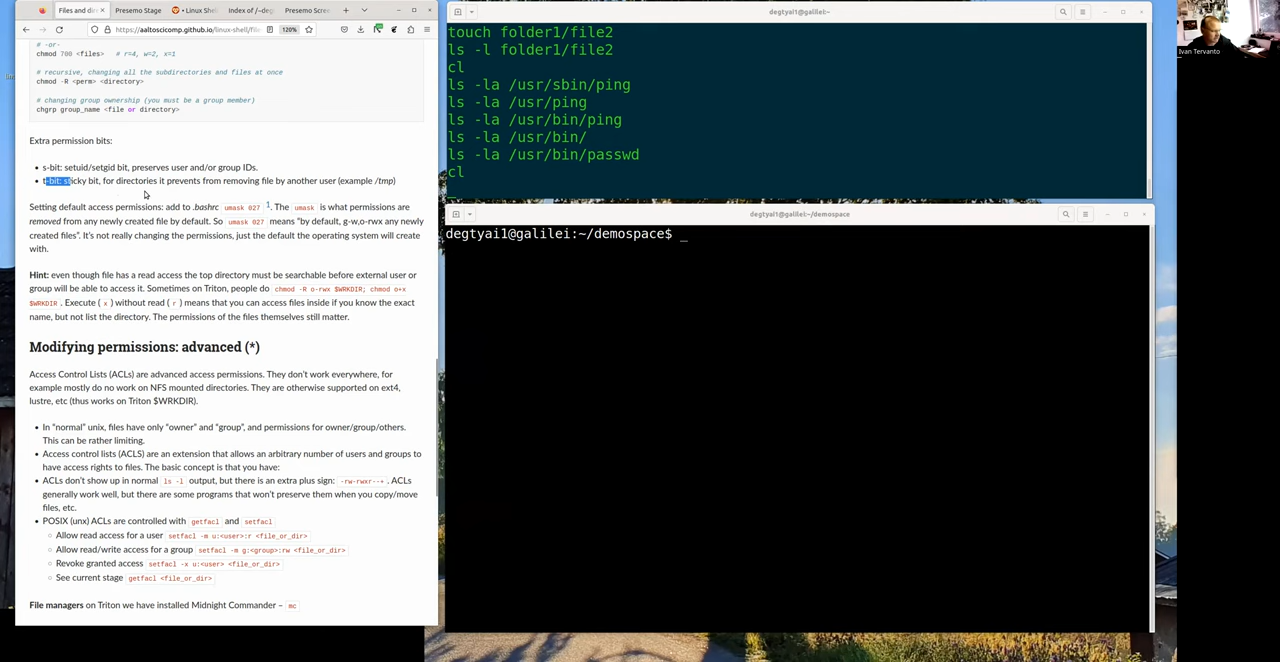 Files and dire
Presemo Stage
• Linux Shell
Index of /~deg
Presemo Scree
https://aaltoscicomp.github.io/linux-shell/file
120%
# -or-
chmod 700 <files>   # r=4, w=2, x=1
# recursive, changing all the subdirectories and files at once
chmod -R <perm> <directory>
# changing group ownership (you must be a group member)
chgrp group_name <file or directory>
Extra permission bits:
• s-bit: setuid/setgid bit, preserves user and/or group IDs.
• t-bit: sticky bit, for directories it prevents from removing file by another user (example /tmp)
Setting default access permissions: add to .bashrc umask 027 1. The umask is what permissions are
removed from any newly created file by default. So umask 027 means “by default, g-w,o-rwx any newly
created files”. It’s not really changing the permissions, just the default the operating system will create
with.
Hint: even though file has a read access the top directory must be searchable before external user or
group will be able to access it. Sometimes on Triton, people do chmod -R o-rwx $WRKDIR; chmod o+x
$WRKDIR . Execute ( x ) without read ( r ) means that you can access files inside if you know the exact
name, but not list the directory. The permissions of the files themselves still matter.
Modifying permissions: advanced (*)
Access Control Lists (ACLs) are advanced access permissions. They don’t work everywhere, for
example mostly do no work on NFS mounted directories. They are otherwise supported on ext4,
lustre, etc (thus works on Triton $WRKDIR).
• In “normal” unix, files have only “owner” and “group”, and permissions for owner/group/others.
This can be rather limiting.
• Access control lists (ACLS) are an extension that allows an arbitrary number of users and groups to
have access rights to files. The basic concept is that you have:
• ACLs don’t show up in normal ls -l output, but there is an extra plus sign: -rw-rwxr--+ . ACLs
generally work well, but there are some programs that won’t preserve them when you copy/move
files, etc.
• POSIX (unx) ACLs are controlled with getfacl and setfacl
Allow read access for a user setfacl -m u:<user>:r <file_or_dir>
Allow read/write access for a group setfacl -m g:<group>:rw <file_or_dir>
Revoke granted access setfacl -x u:<user> <file_or_dir>
See current stage getfacl <file_or_dir>
File managers on Triton we have installed Midnight Commander – mc
degtyai1@galilei:~
touch folder1/file2
ls -l folder1/file2
cl
ls -la /usr/sbin/ping
ls -la /usr/ping
ls -la /usr/bin/ping
ls -la /usr/bin/
ls -la /usr/bin/passwd
cl
degtyai1@galilei:~/demospace
degtyai1@galilei:~/demospace$ _
Ivan Tervanto